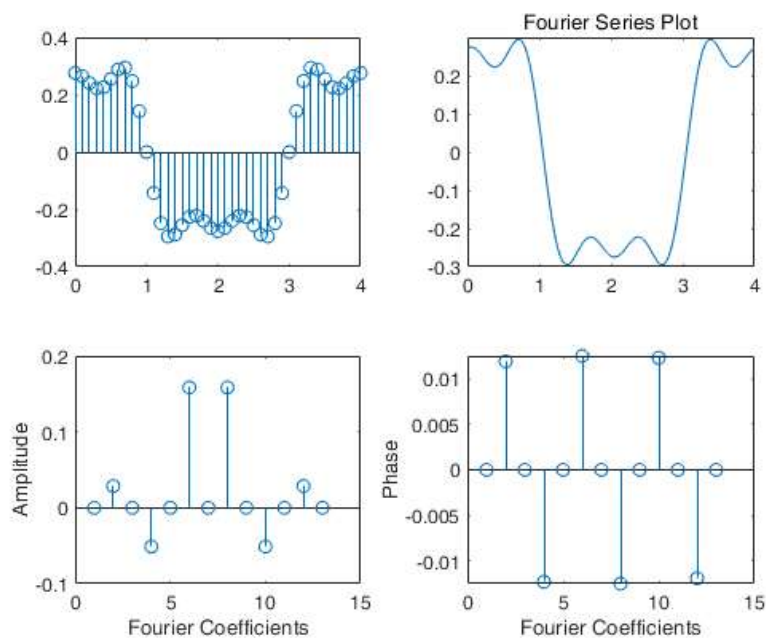 Fourier Series Plot
0.4
0.2
0
-0.2
-0.4
0 1 2 3 4
0.2
0.1
0
-0.1
-0.2
-0.3
0 1 2 3 4
0.2
0.1
0
-0.1
Amplitude
0 5 10 15
Fourier Coefficients
0.01
0.005
0
-0.005
-0.01
Phase
0 5 10 15
Fourier Coefficients